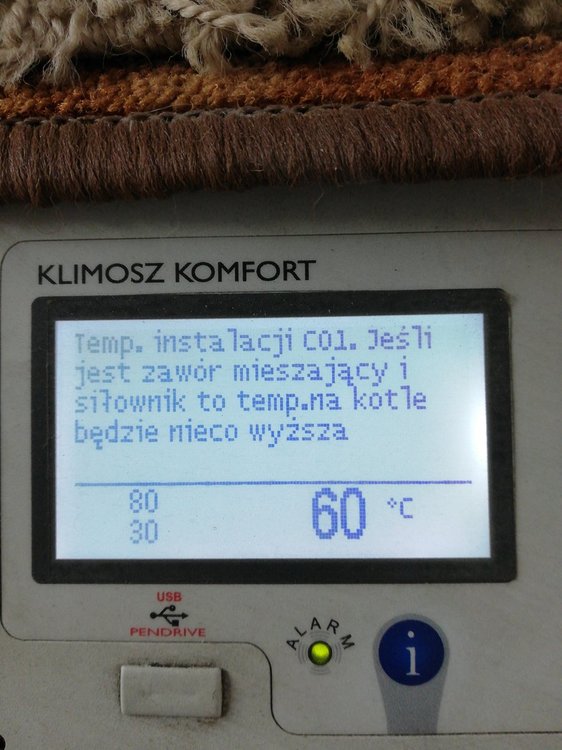 KLIMOSZ KOMFORT
Temp. instalacji CO1. Jeśli
jest zawór mieszający i
siłownik to temp.na kotle
będzie nieco wyższa
80
30
60 °C
USB
PENDRIVE
ALARM
i